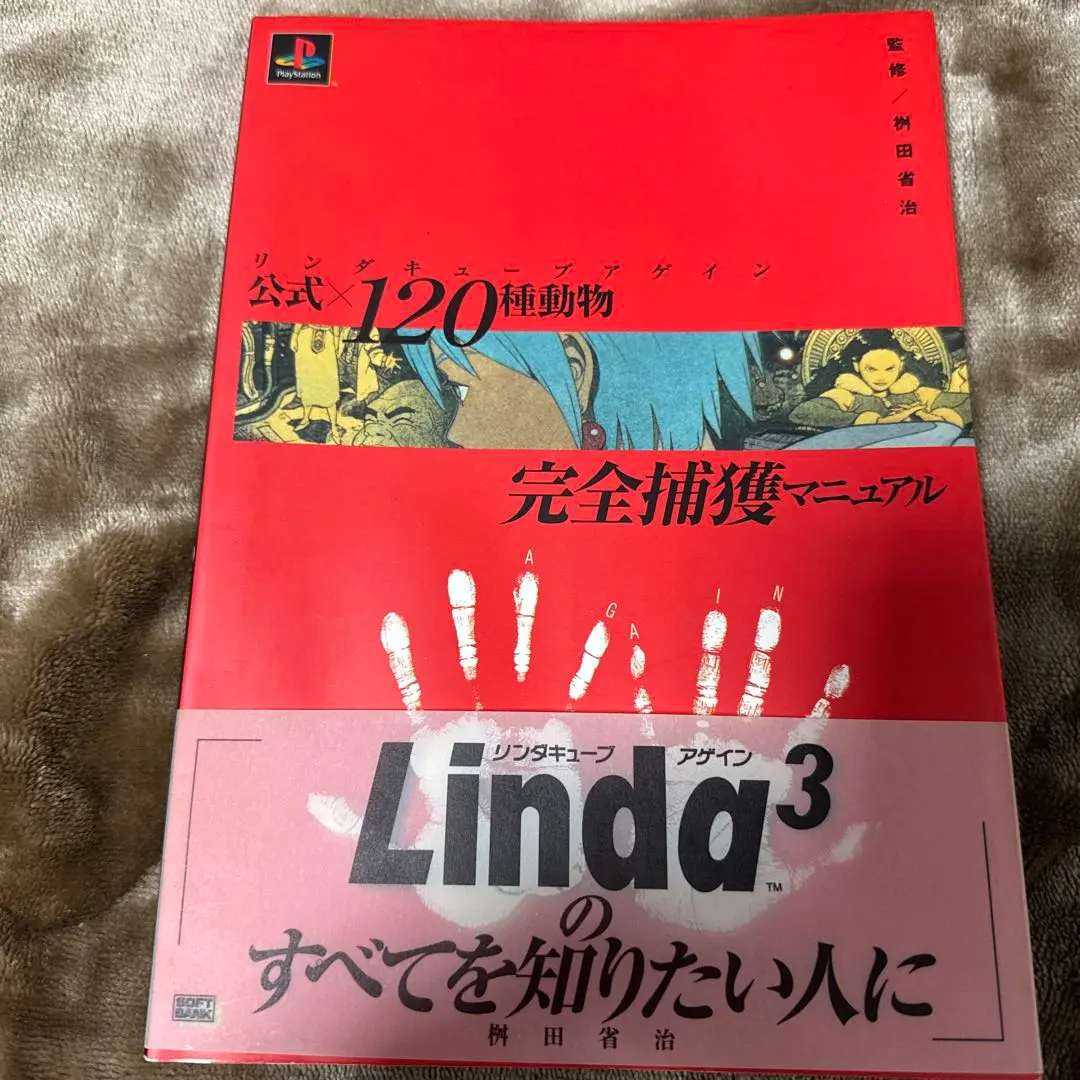 PlayStation
監修／桝田省治
リンダキューブアゲイン
公式×120種動物
完全捕獲マニュアル
AGAIN
リンダキューブ アゲイン
Linda3
TM
の
すべてを知りたい人に
桝田省治
SOFT
BANK